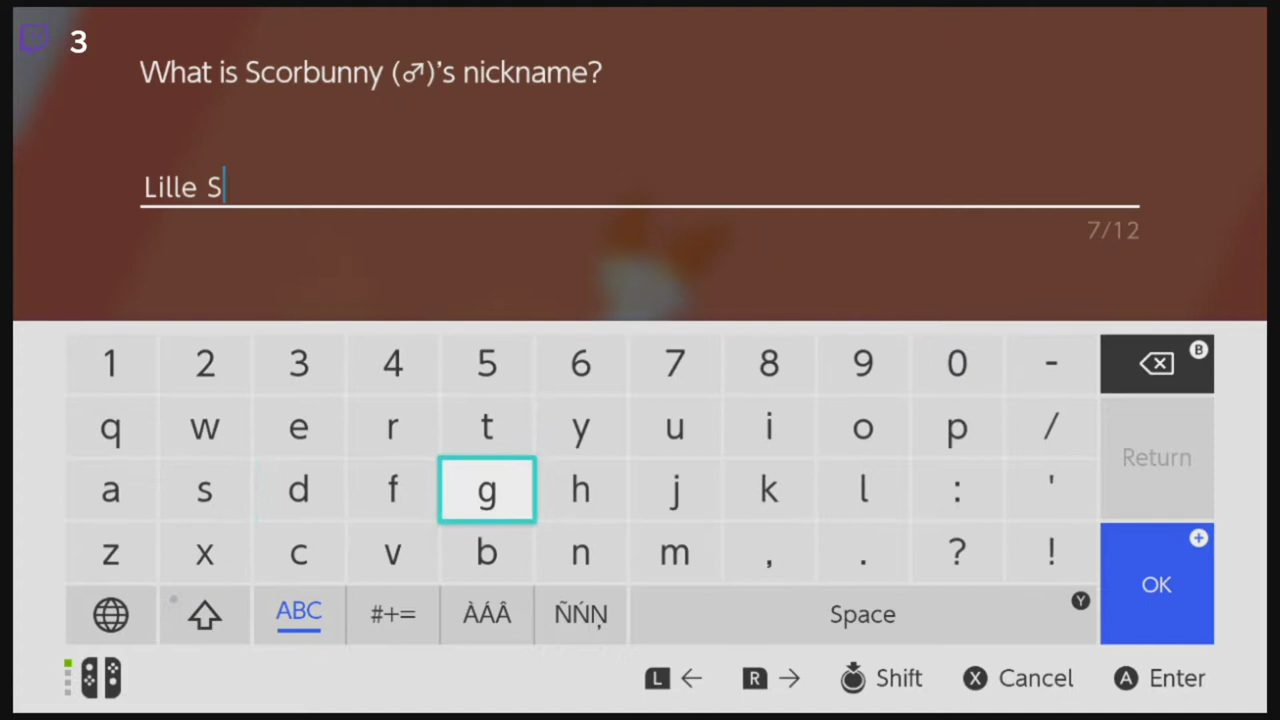 3
What is Scorbunny (♂)'s nickname?
Lille S
7/12
1 2 3 4 5 6 7 8 9 0 -
B
q w e r t y u i o p /
Return
a s d f g h j k l : '
z x c v b n m , . ? !
OK
ABC #+= ÀÁÂ ÑŃŅ Space Y
L ← R → Shift X Cancel A Enter